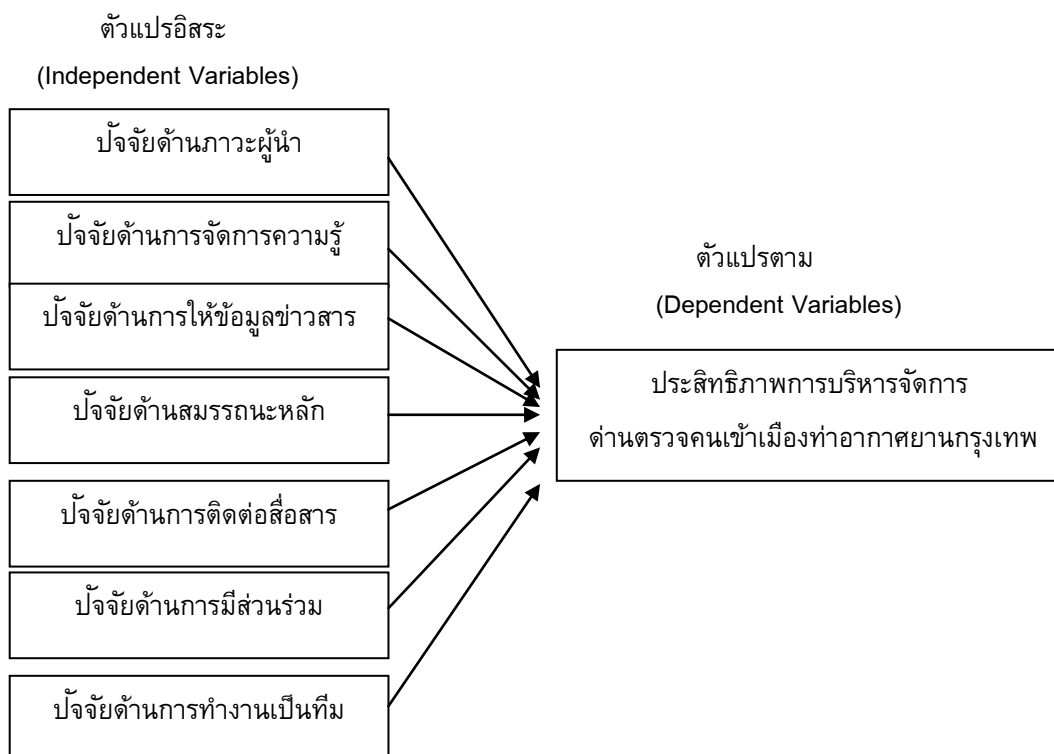 ตัวแปรอิสระ
(Independent Variables)
ปัจจัยด้านภาวะผู้นำ
ปัจจัยด้านการจัดการความรู้
ปัจจัยด้านการให้ข้อมูลข่าวสาร
ปัจจัยด้านสมรรถนะหลัก
ปัจจัยด้านการติดต่อสื่อสาร
ปัจจัยด้านการมีส่วนร่วม
ปัจจัยด้านการทำงานเป็นทีม
ตัวแปรตาม
(Dependent Variables)
ประสิทธิภาพการบริหารจัดการ
ด่านตรวจคนเข้าเมืองท่าอากาศยานกรุงเทพ